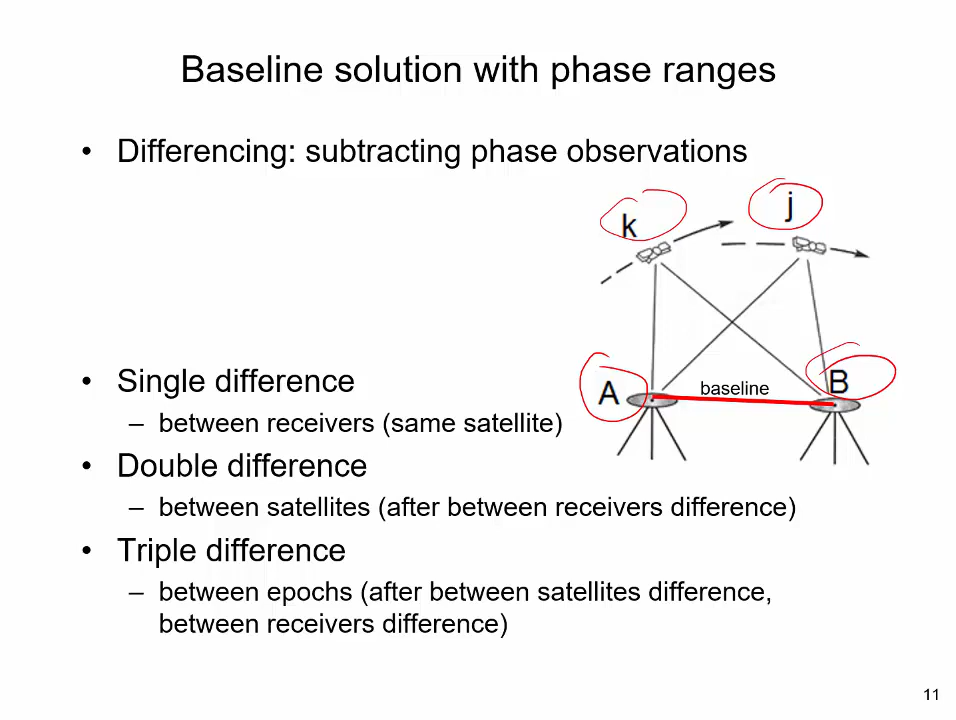 Baseline solution with phase ranges
• Differencing: subtracting phase observations
k
j
A
baseline
B
• Single difference
– between receivers (same satellite)
• Double difference
– between satellites (after between receivers difference)
• Triple difference
– between epochs (after between satellites difference,
between receivers difference)
11